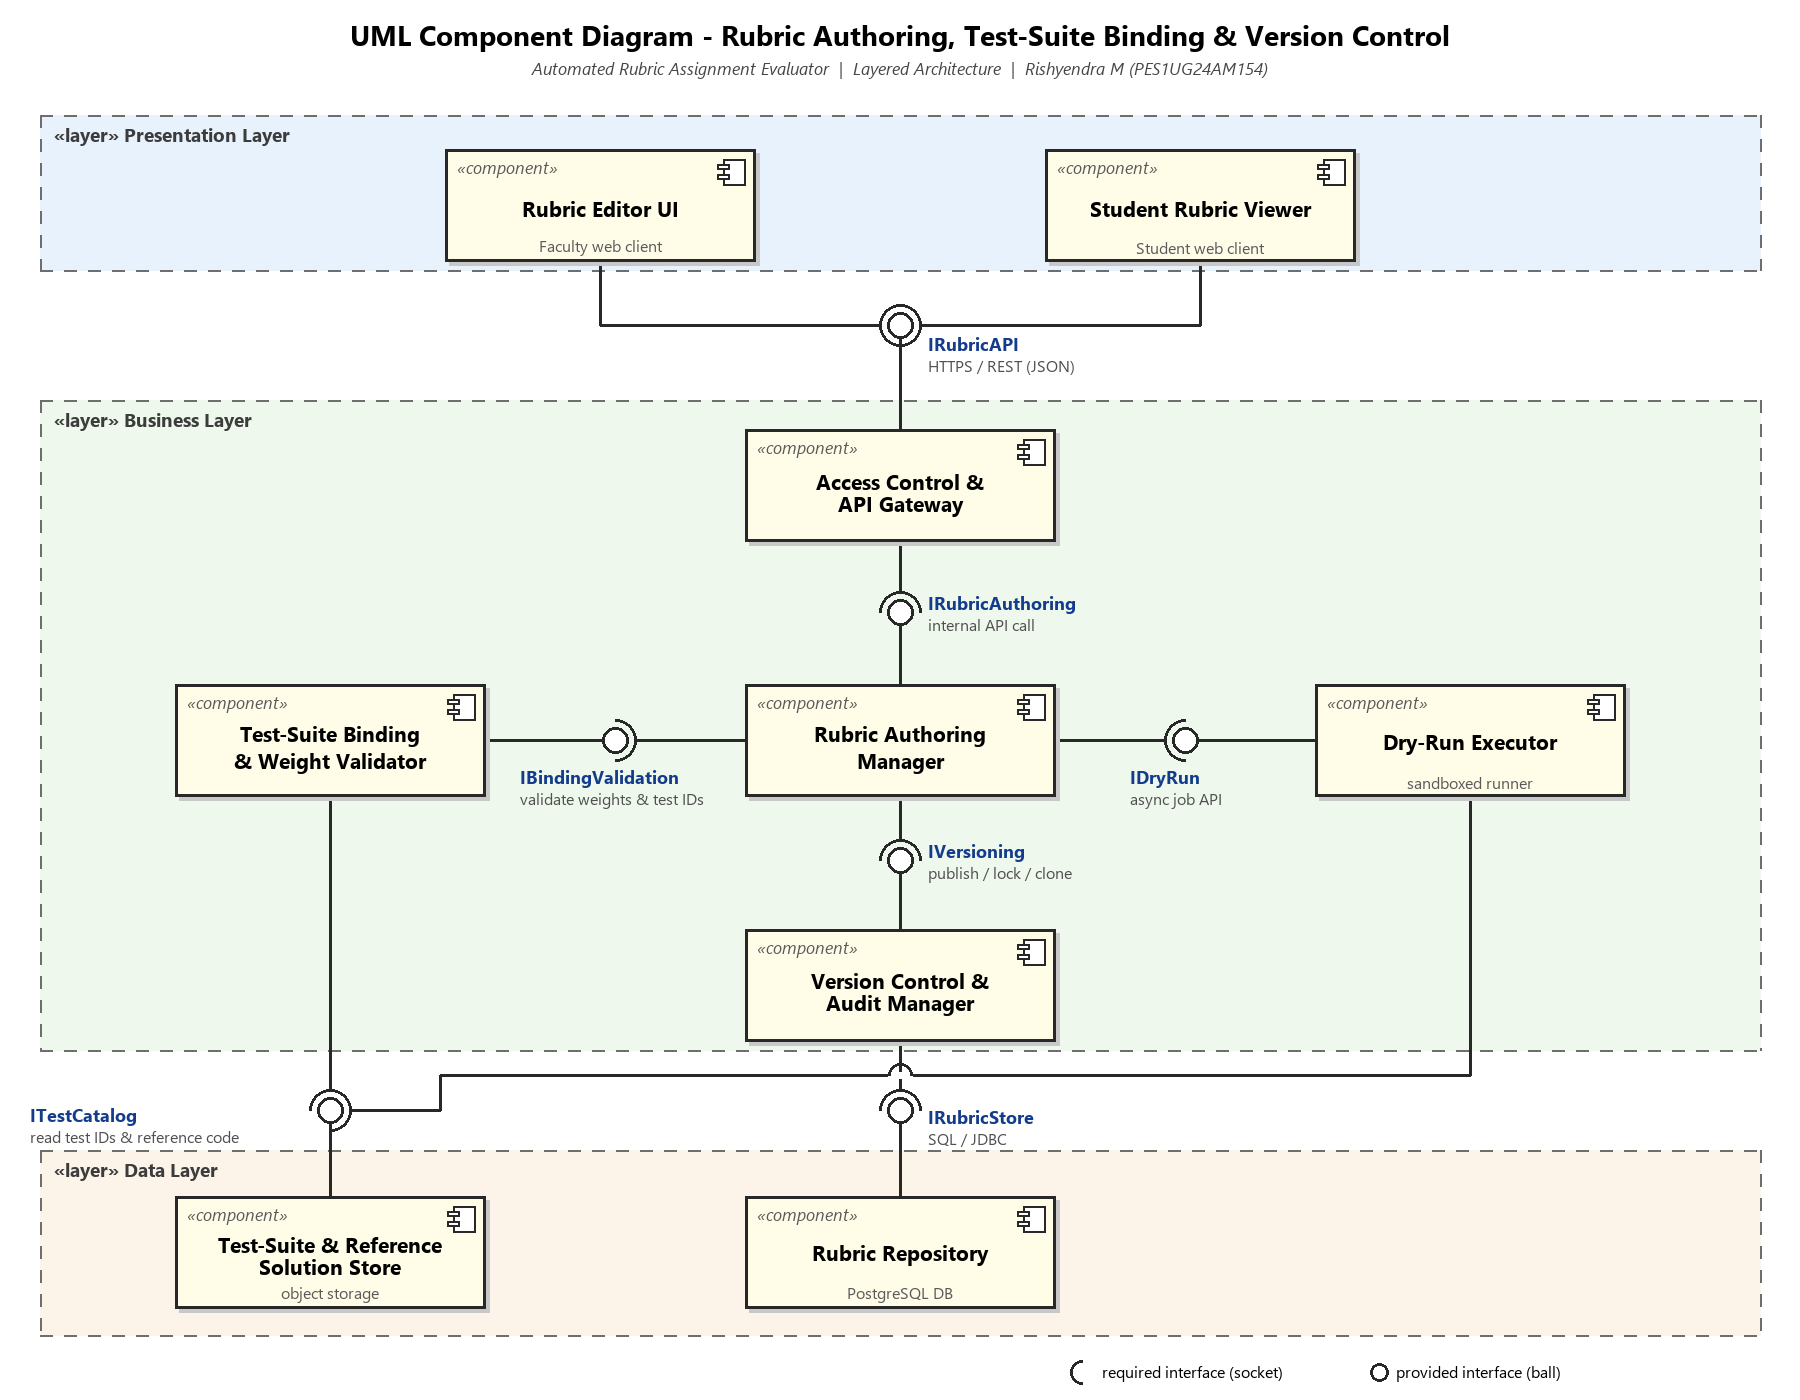 UML Component Diagram - Rubric Authoring, Test-Suite Binding & Version Control
Automated Rubric Assignment Evaluator | Layered Architecture | Rishyendra M (PES1UG24AM154)
«layer» Presentation Layer
«component»
Rubric Editor UI
Faculty web client
«component»
Student Rubric Viewer
Student web client
IRubricAPI
HTTPS / REST (JSON)
«layer» Business Layer
«component»
Access Control &
API Gateway
IRubricAuthoring
internal API call
«component»
Test-Suite Binding
& Weight Validator
IBindingValidation
validate weights & test IDs
«component»
Rubric Authoring
Manager
IDryRun
async job API
«component»
Dry-Run Executor
sandboxed runner
IVersioning
publish / lock / clone
«component»
Version Control &
Audit Manager
ITestCatalog
read test IDs & reference code
IRubricStore
SQL / JDBC
«layer» Data Layer
«component»
Test-Suite & Reference
Solution Store
object storage
«component»
Rubric Repository
PostgreSQL DB
required interface (socket)
provided interface (ball)